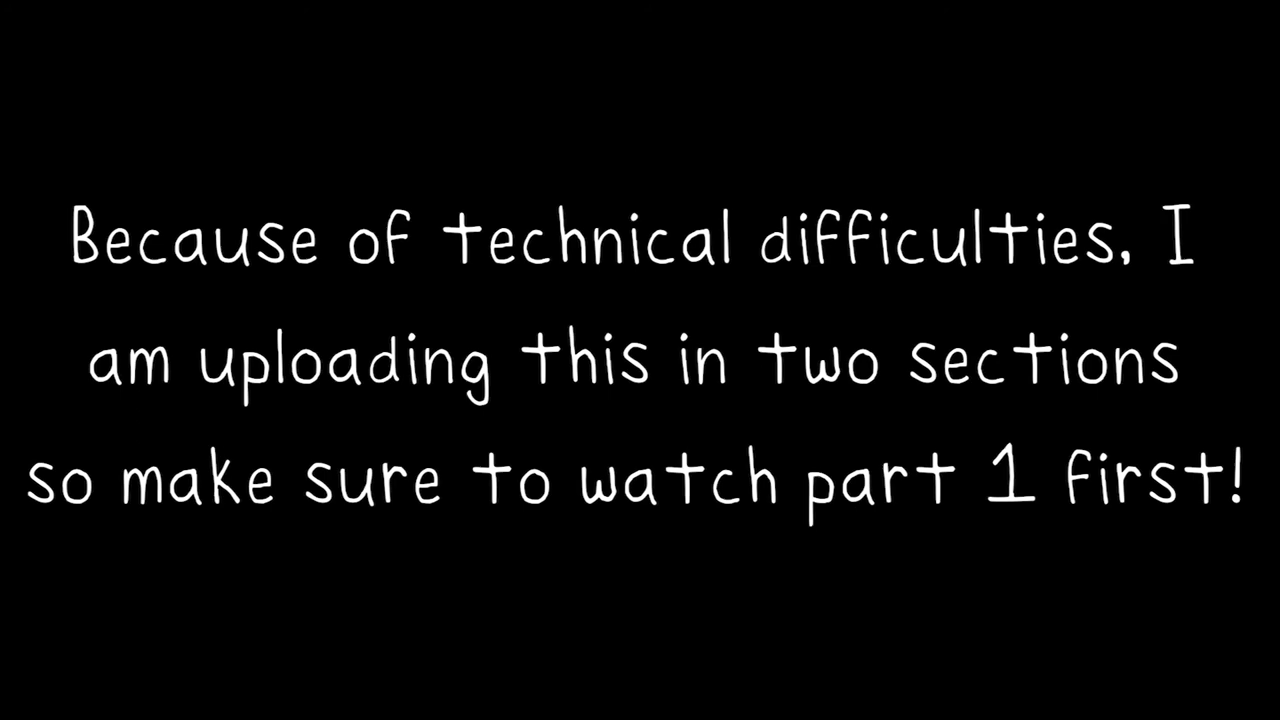 Because of technical difficulties, I
am uploading this in two sections
so make sure to watch part 1 first!